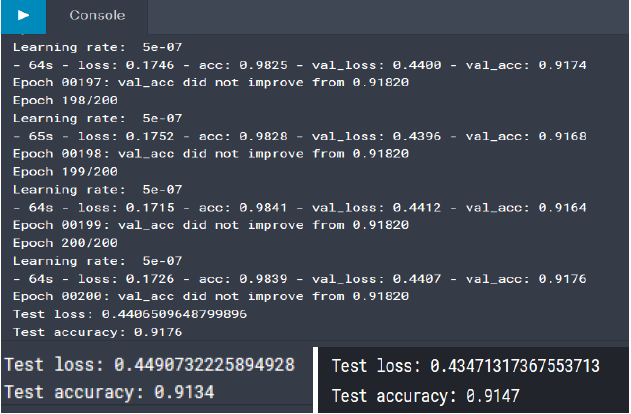 Console
Learning rate:  5e-07
- 64s - loss: 0.1746 - acc: 0.9825 - val_loss: 0.4400 - val_acc: 0.9174
Epoch 00197: val_acc did not improve from 0.91820
Epoch 198/200
Learning rate:  5e-07
- 65s - loss: 0.1752 - acc: 0.9828 - val_loss: 0.4396 - val_acc: 0.9168
Epoch 00198: val_acc did not improve from 0.91820
Epoch 199/200
Learning rate:  5e-07
- 64s - loss: 0.1715 - acc: 0.9841 - val_loss: 0.4412 - val_acc: 0.9164
Epoch 00199: val_acc did not improve from 0.91820
Epoch 200/200
Learning rate:  5e-07
- 64s - loss: 0.1726 - acc: 0.9839 - val_loss: 0.4407 - val_acc: 0.9176
Epoch 00200: val_acc did not improve from 0.91820
Test loss: 0.4406509648799896
Test accuracy: 0.9176
Test loss: 0.4490732225894928
Test accuracy: 0.9134
Test loss: 0.43471317367553713
Test accuracy: 0.9147